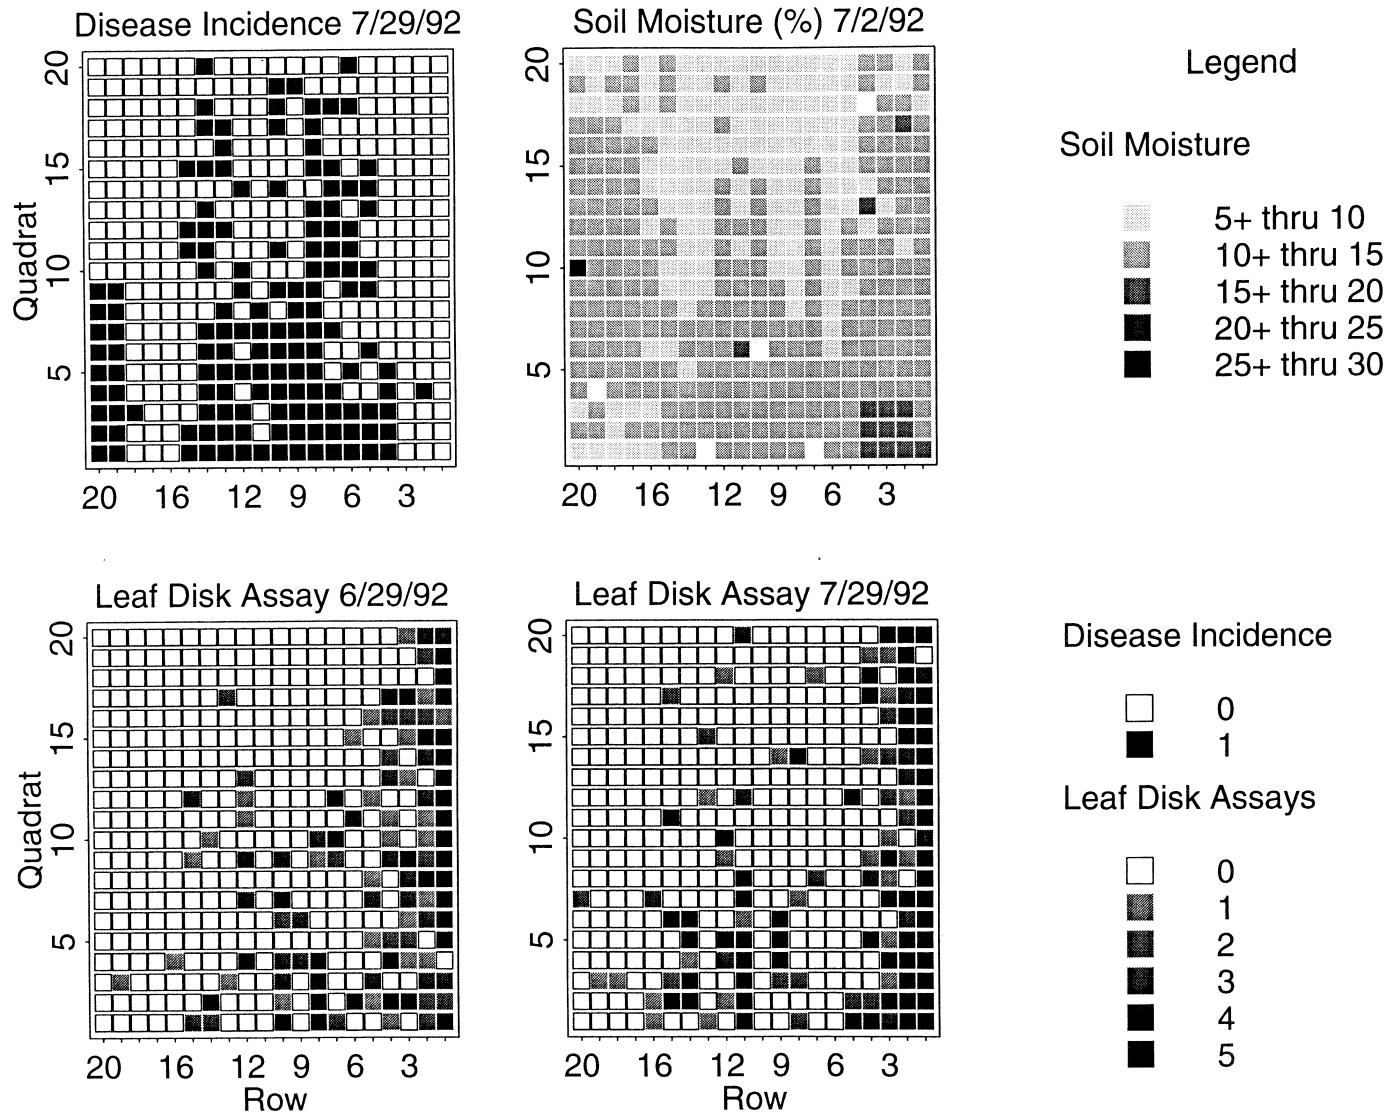 Disease Incidence 7/29/92
Soil Moisture (%) 7/2/92
Legend
Quadrat
20
15
10
5
20 16 12 9 6 3
20
15
10
5
20 16 12 9 6 3
Soil Moisture
5+ thru 10
10+ thru 15
15+ thru 20
20+ thru 25
25+ thru 30
Leaf Disk Assay 6/29/92
Leaf Disk Assay 7/29/92
Quadrat
20
15
10
5
20 16 12 9 6 3
Row
20
15
10
5
20 16 12 9 6 3
Row
Disease Incidence
0
1
Leaf Disk Assays
0
1
2
3
4
5